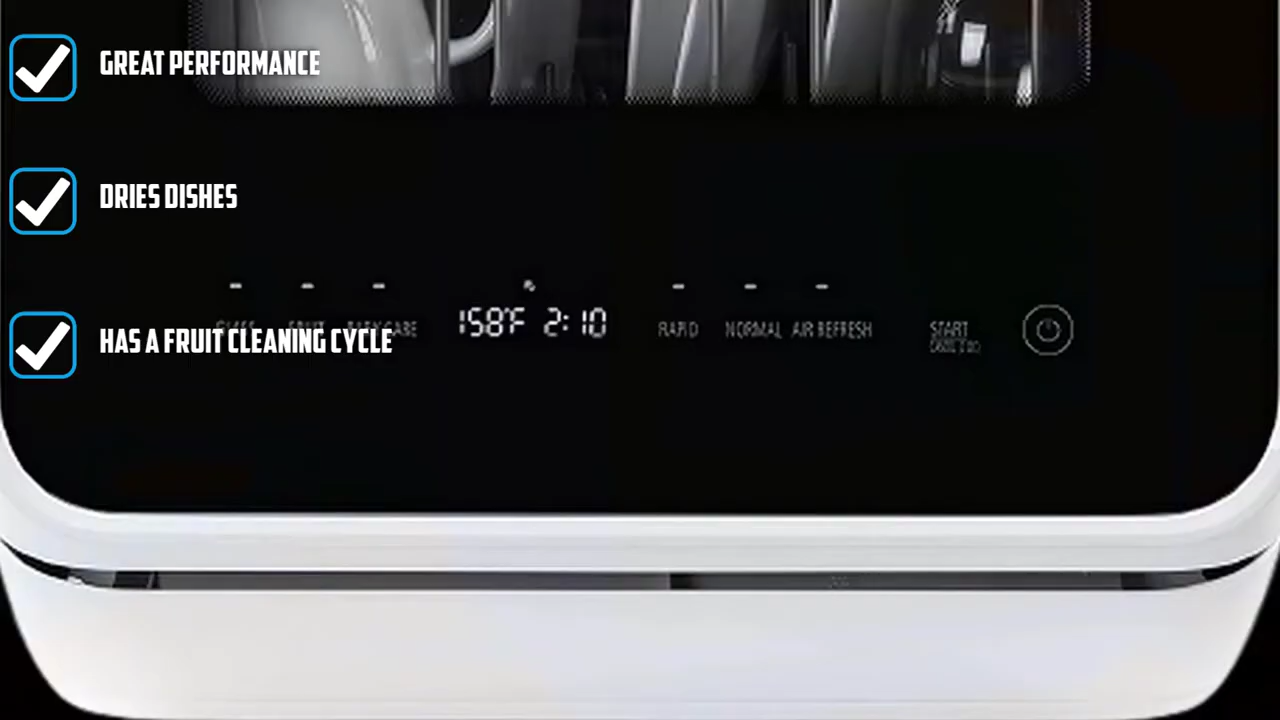 GREAT PERFORMANCE
DRIES DISHES
158°F 2:10
RAPID NORMAL AIR REFRESH
START
HAS A FRUIT CLEANING CYCLE